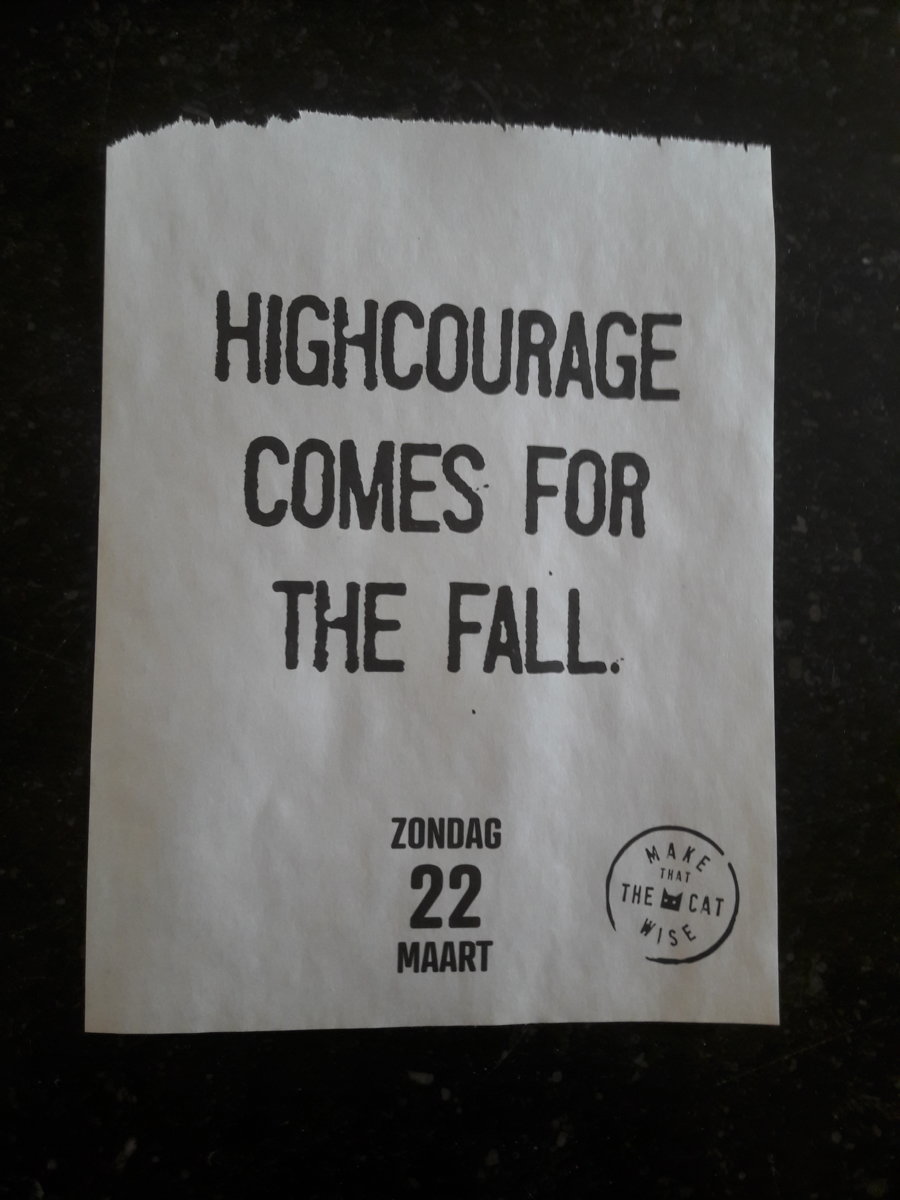 HIGHCOURAGE
COMES FOR
THE FALL.
ZONDAG
22
MAART
MAKE
THAT
THE CAT
WISE